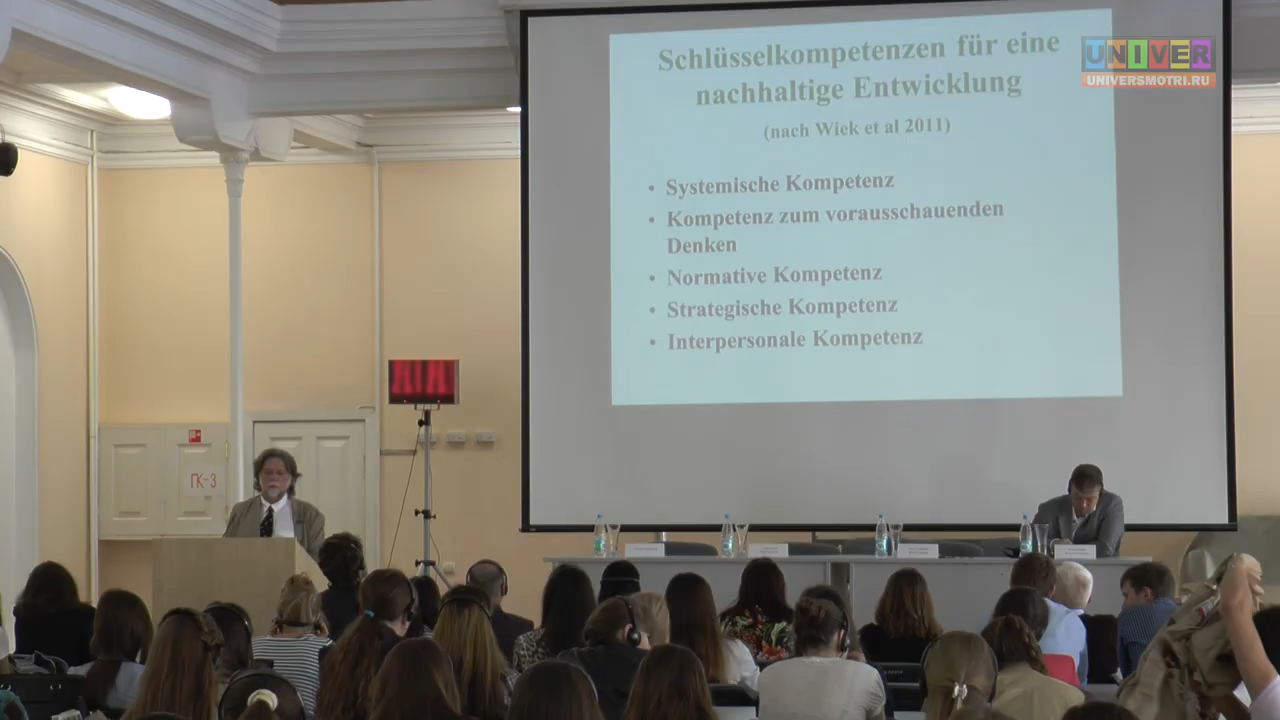 Schlüsselkompetenzen für eine
nachhaltige Entwicklung
(nach Wiek et al 2011)
• Systemische Kompetenz
• Kompetenz zum vorausschauenden
Denken
• Normative Kompetenz
• Strategische Kompetenz
• Interpersonale Kompetenz
UNIVER
UNIVERSMOTRI.RU
ПК-3